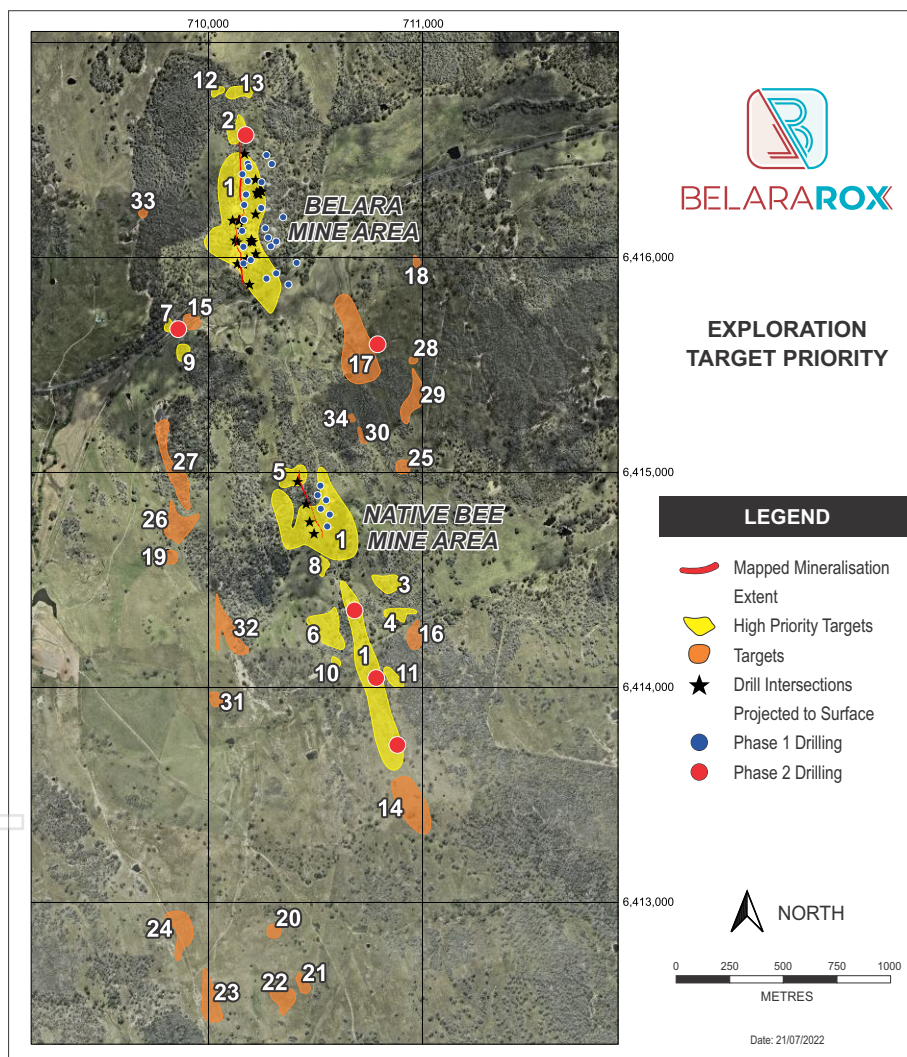 710,000
711,000
12
13
2
1
33
BELARA
MINE AREA
6,416,000
18
7
15
9
17
28
29
34
30
25
27
5
6,415,000
26
NATIVE BEE
MINE AREA
1
19
8
3
6
4
16
32
1
10
11
31
6,414,000
14
6,413,000
24
20
21
22
23
BELARAROX
EXPLORATION
TARGET PRIORITY
LEGEND
Mapped Mineralisation
Extent
High Priority Targets
Targets
Drill Intersections
Projected to Surface
Phase 1 Drilling
Phase 2 Drilling
NORTH
0
250
500
750
1000
METRES
Date: 21/07/2022